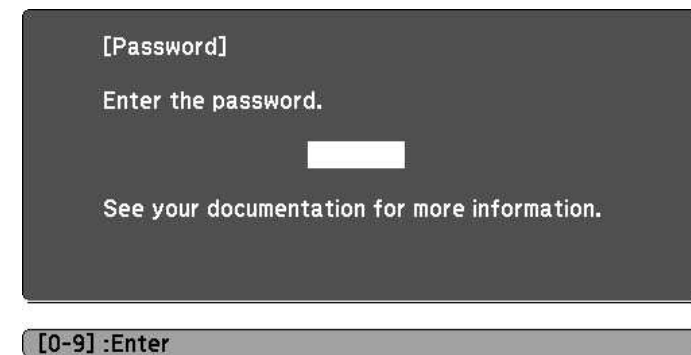 [Password]
Enter the password.
See your documentation for more information.
[0-9] :Enter